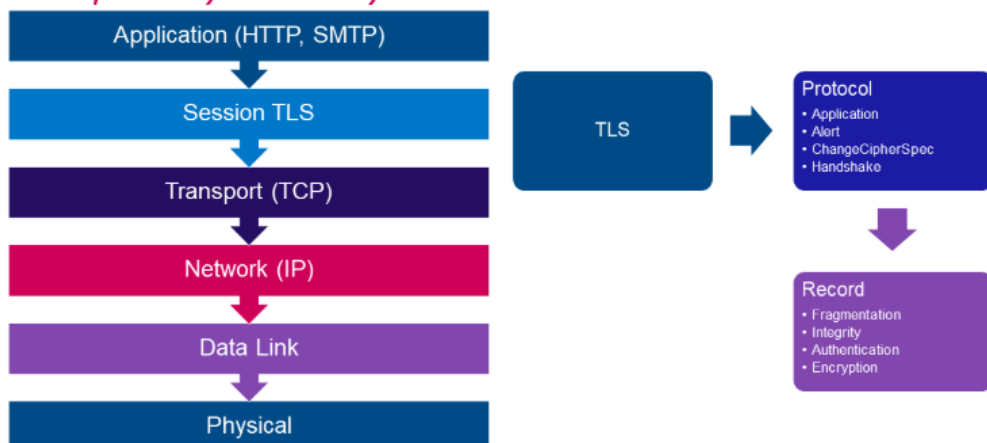 Application (HTTP, SMTP)
Session TLS
Transport (TCP)
Network (IP)
Data Link
Physical
TLS
Protocol
• Application
• Alert
• ChangeCipherSpec
• Handshake
Record
• Fragmentation
• Integrity
• Authentication
• Encryption